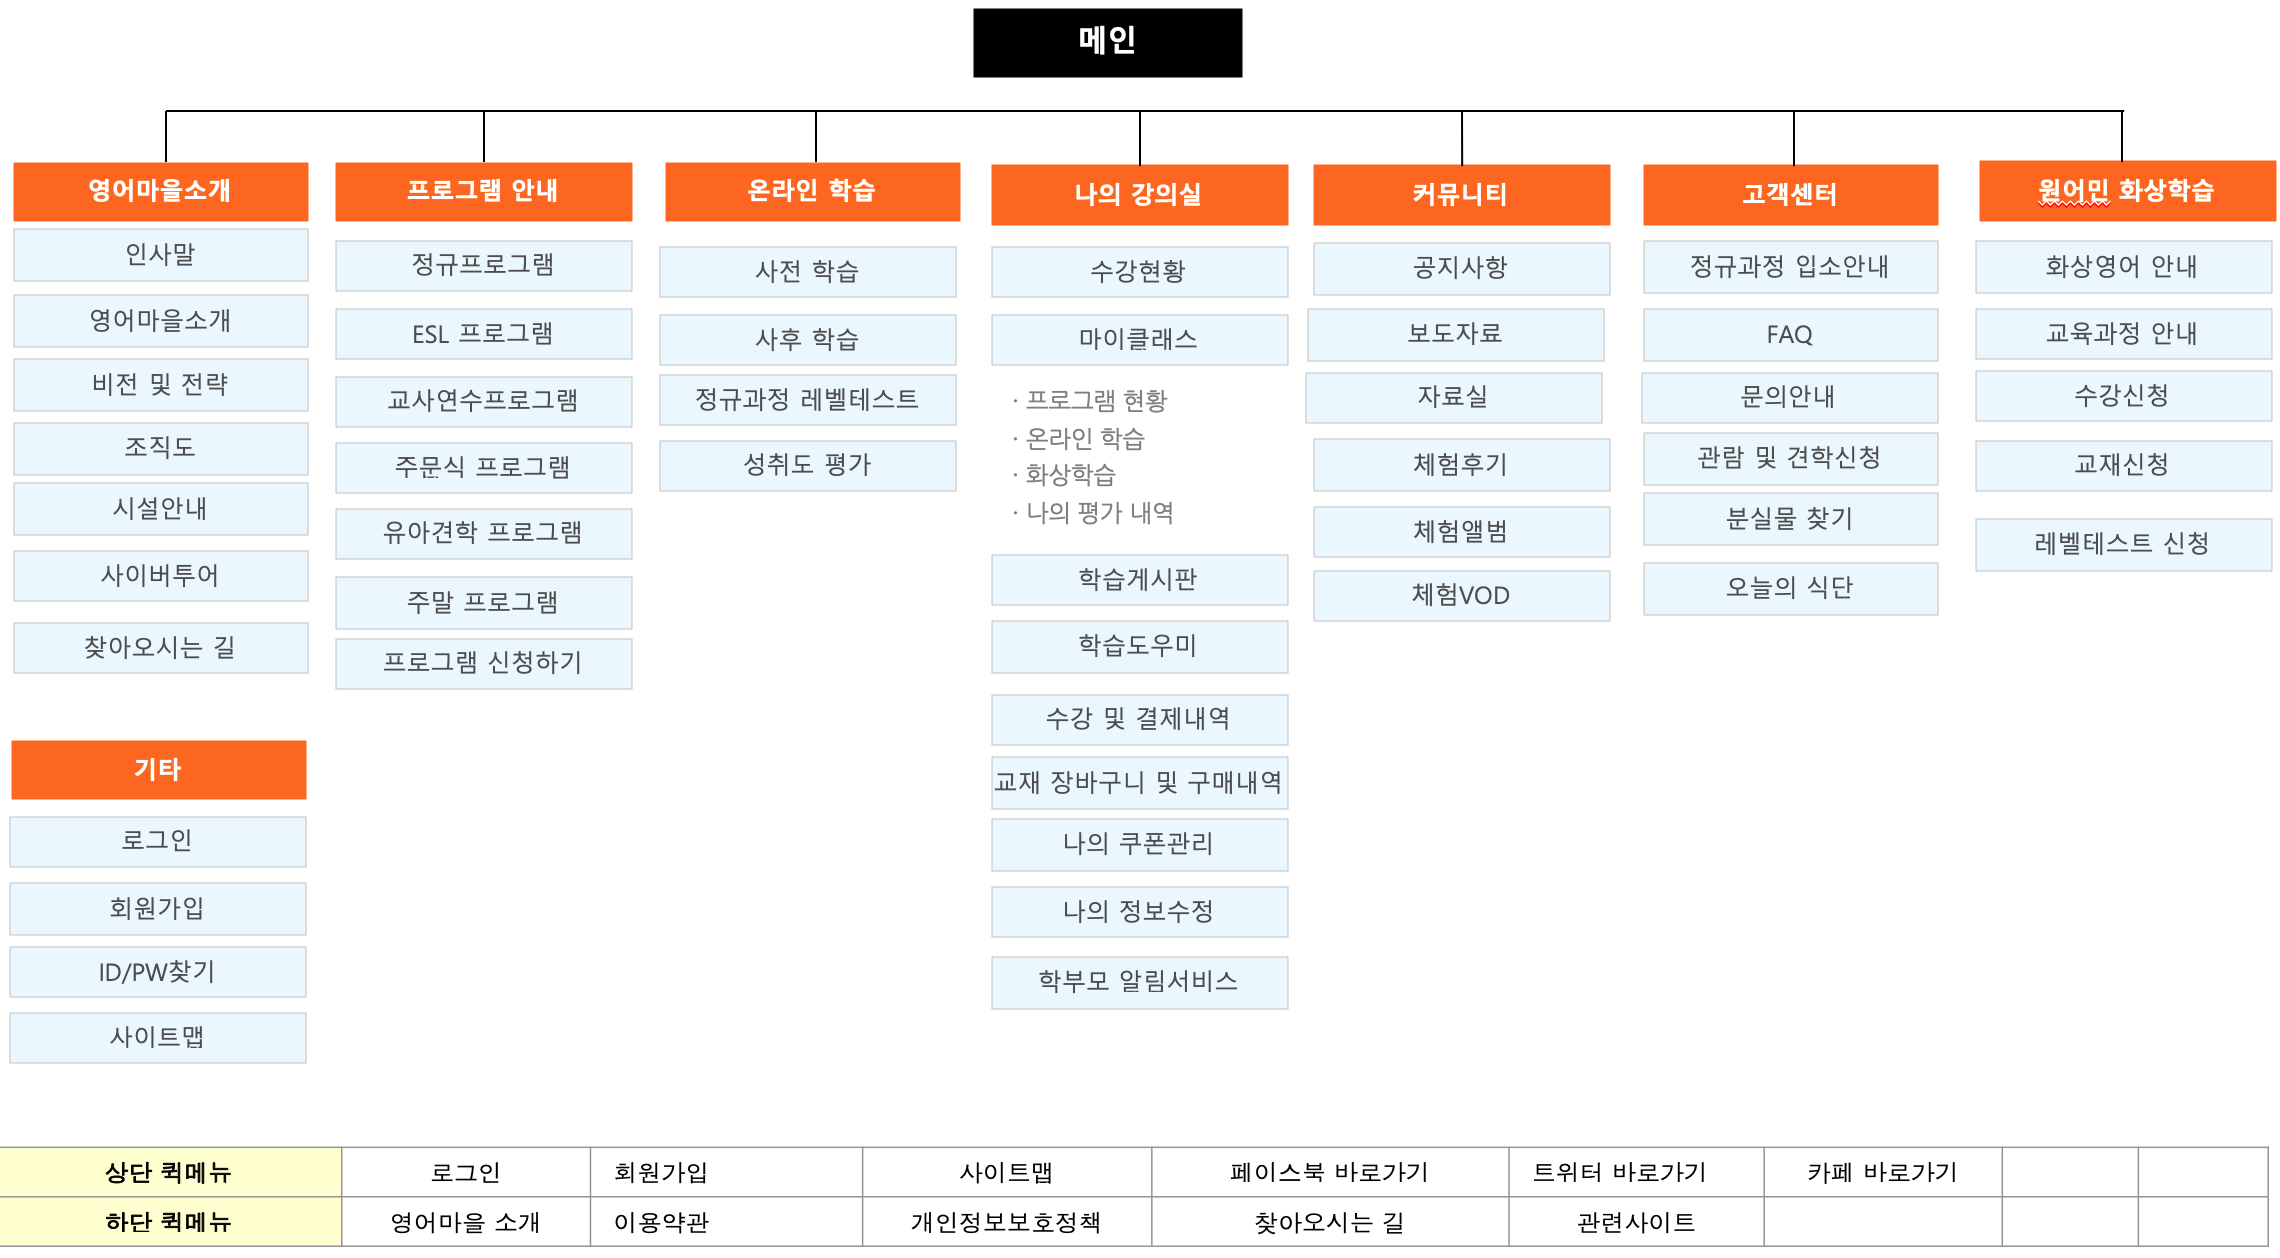 메인
영어마을소개
인사말
영어마을소개
비전 및 전략
조직도
시설안내
사이버투어
찾아오시는 길
프로그램 안내
정규프로그램
ESL 프로그램
교사연수프로그램
주문식 프로그램
유아견학 프로그램
주말 프로그램
프로그램 신청하기
온라인 학습
사전 학습
사후 학습
정규과정 레벨테스트
성취도 평가
나의 강의실
수강현황
마이클래스
· 프로그램 현황
· 온라인 학습
· 화상학습
· 나의 평가 내역
학습게시판
학습도우미
수강 및 결제내역
교재 장바구니 및 구매내역
나의 쿠폰관리
나의 정보수정
학부모 알림서비스
커뮤니티
공지사항
보도자료
자료실
체험후기
체험앨범
체험VOD
고객센터
정규과정 입소안내
FAQ
문의안내
관람 및 견학신청
분실물 찾기
오늘의 식단
원어민 화상학습
화상영어 안내
교육과정 안내
수강신청
교재신청
레벨테스트 신청
기타
로그인
회원가입
ID/PW찾기
사이트맵
상단 퀵메뉴 로그인 회원가입 사이트맵 페이스북 바로가기 트위터 바로가기 카페 바로가기
하단 퀵메뉴 영어마을 소개 이용약관 개인정보보호정책 찾아오시는 길 관련사이트